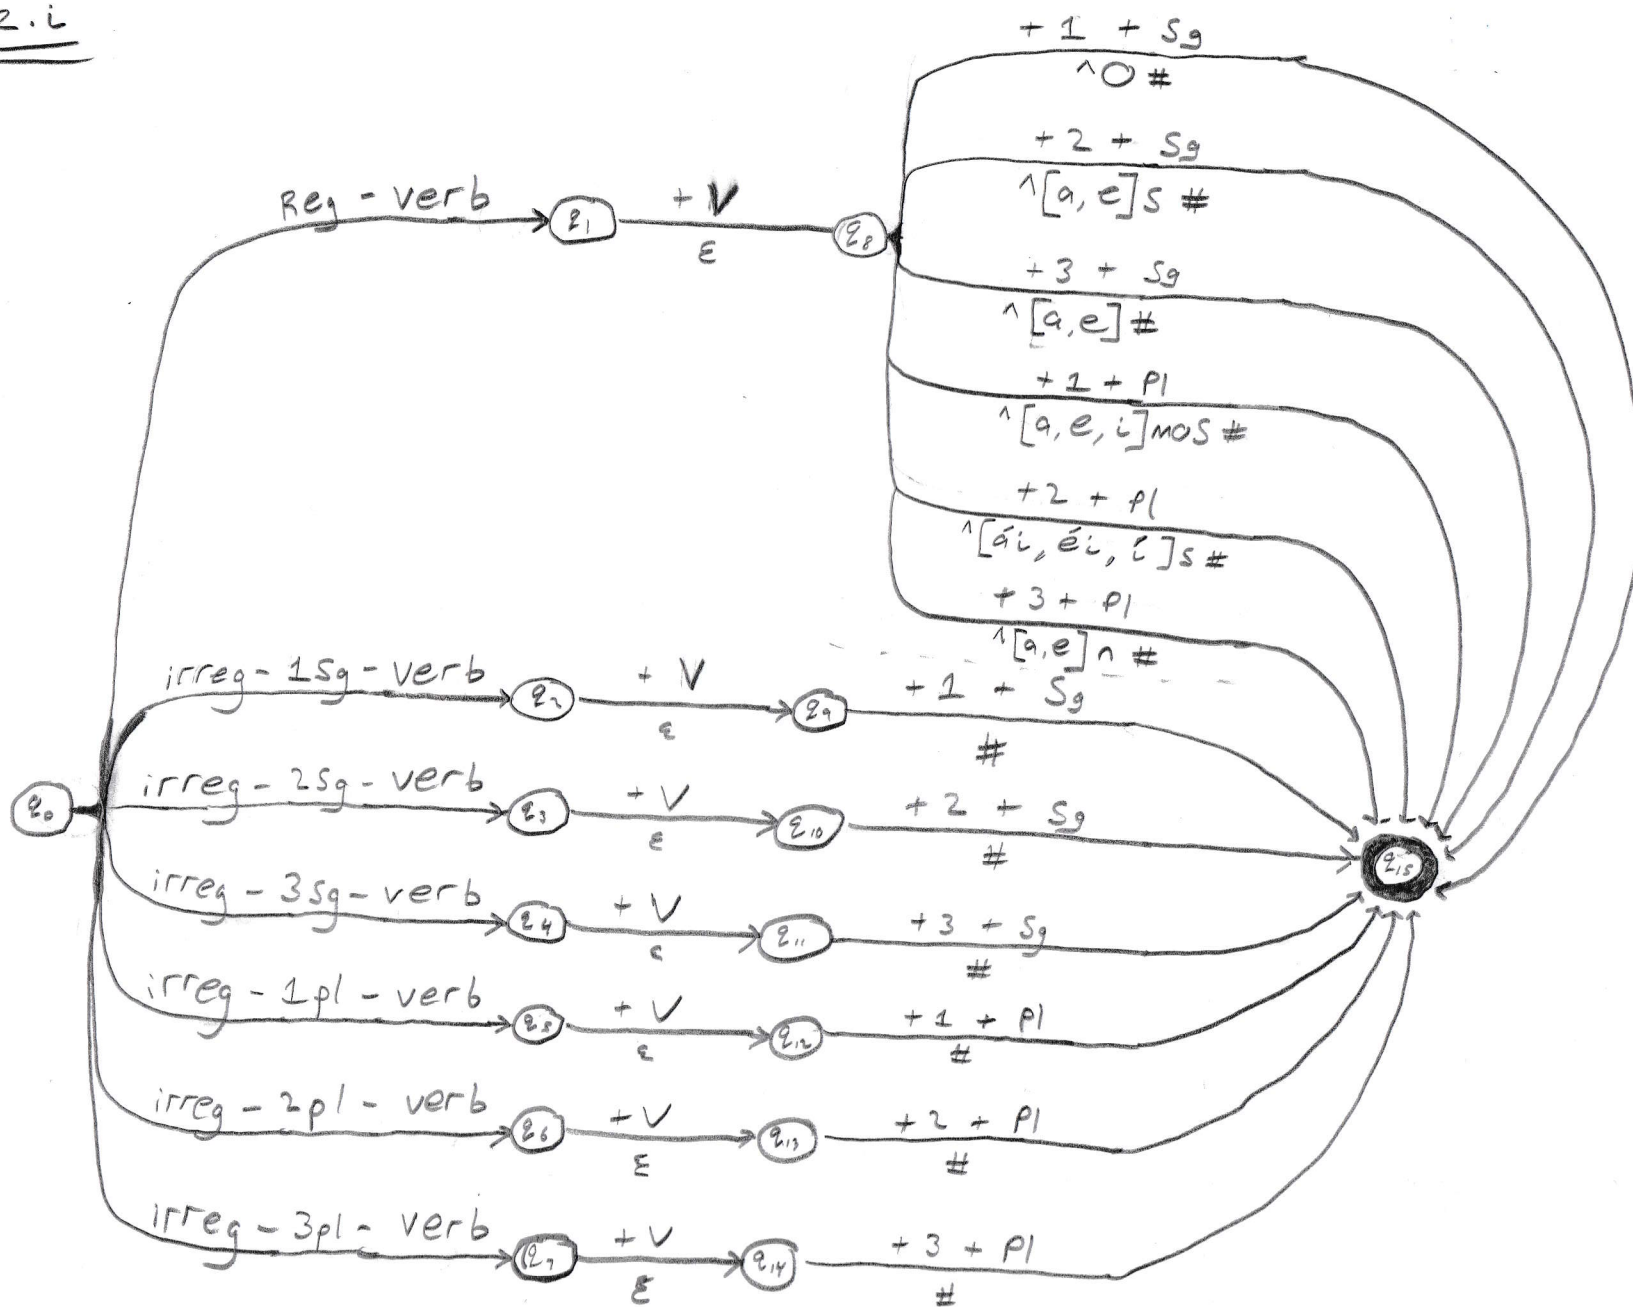 2.i
+ 1 + Sg
^O #
+ 2 + Sg
^[a, e]s #
Reg - verb
q1
+ V
ε
q8
+ 3 + Sg
^[a,e] #
+ 1 + Pl
^[a, e, i]mos #
+ 2 + Pl
^[ái, éi, í]s #
+ 3 + Pl
^[a,e] n #
irreg - 1Sg - verb
q2
+ V
ε
q9
+ 1 + Sg
#
q0
irreg - 2sg - verb
q3
+ V
ε
q10
+ 2 + Sg
#
q15
irreg - 3sg - verb
q4
+ V
ε
q11
+ 3 + Sg
#
irreg - 1pl - verb
q5
+ V
ε
q12
+ 1 + Pl
#
irreg - 2pl - verb
q6
+ V
ε
q13
+ 2 + Pl
#
irreg - 3pl - verb
q7
+ V
ε
q14
+ 3 + Pl
#